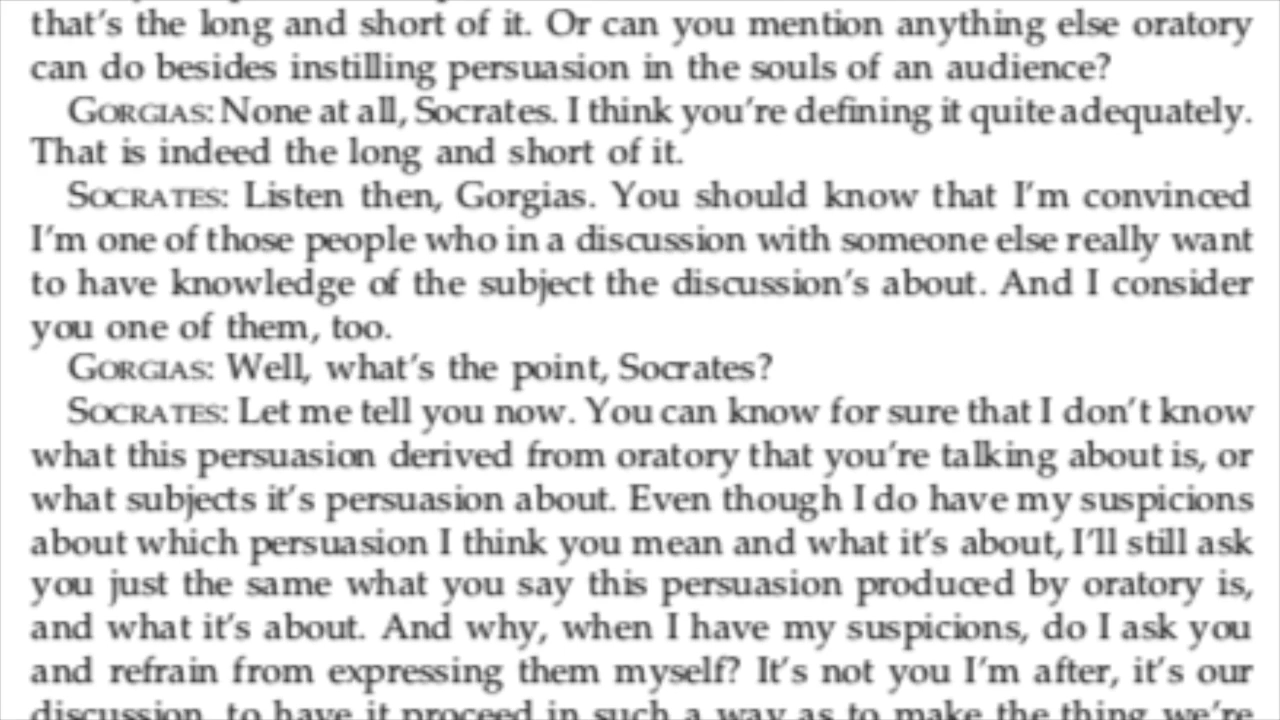 that's the long and short of it. Or can you mention anything else oratory
can do besides instilling persuasion in the souls of an audience?
GORGIAS: None at all, Socrates. I think you're defining it quite adequately.
That is indeed the long and short of it.
SOCRATES: Listen then, Gorgias. You should know that I'm convinced
I'm one of those people who in a discussion with someone else really want
to have knowledge of the subject the discussion's about. And I consider
you one of them, too.
GORGIAS: Well, what's the point, Socrates?
SOCRATES: Let me tell you now. You can know for sure that I don't know
what this persuasion derived from oratory that you're talking about is, or
what subjects it's persuasion about. Even though I do have my suspicions
about which persuasion I think you mean and what it's about, I'll still ask
you just the same what you say this persuasion produced by oratory is,
and what it's about. And why, when I have my suspicions, do I ask you
and refrain from expressing them myself? It's not you I'm after, it's our
discussion, to have it proceed in such a way as to make the thing we're